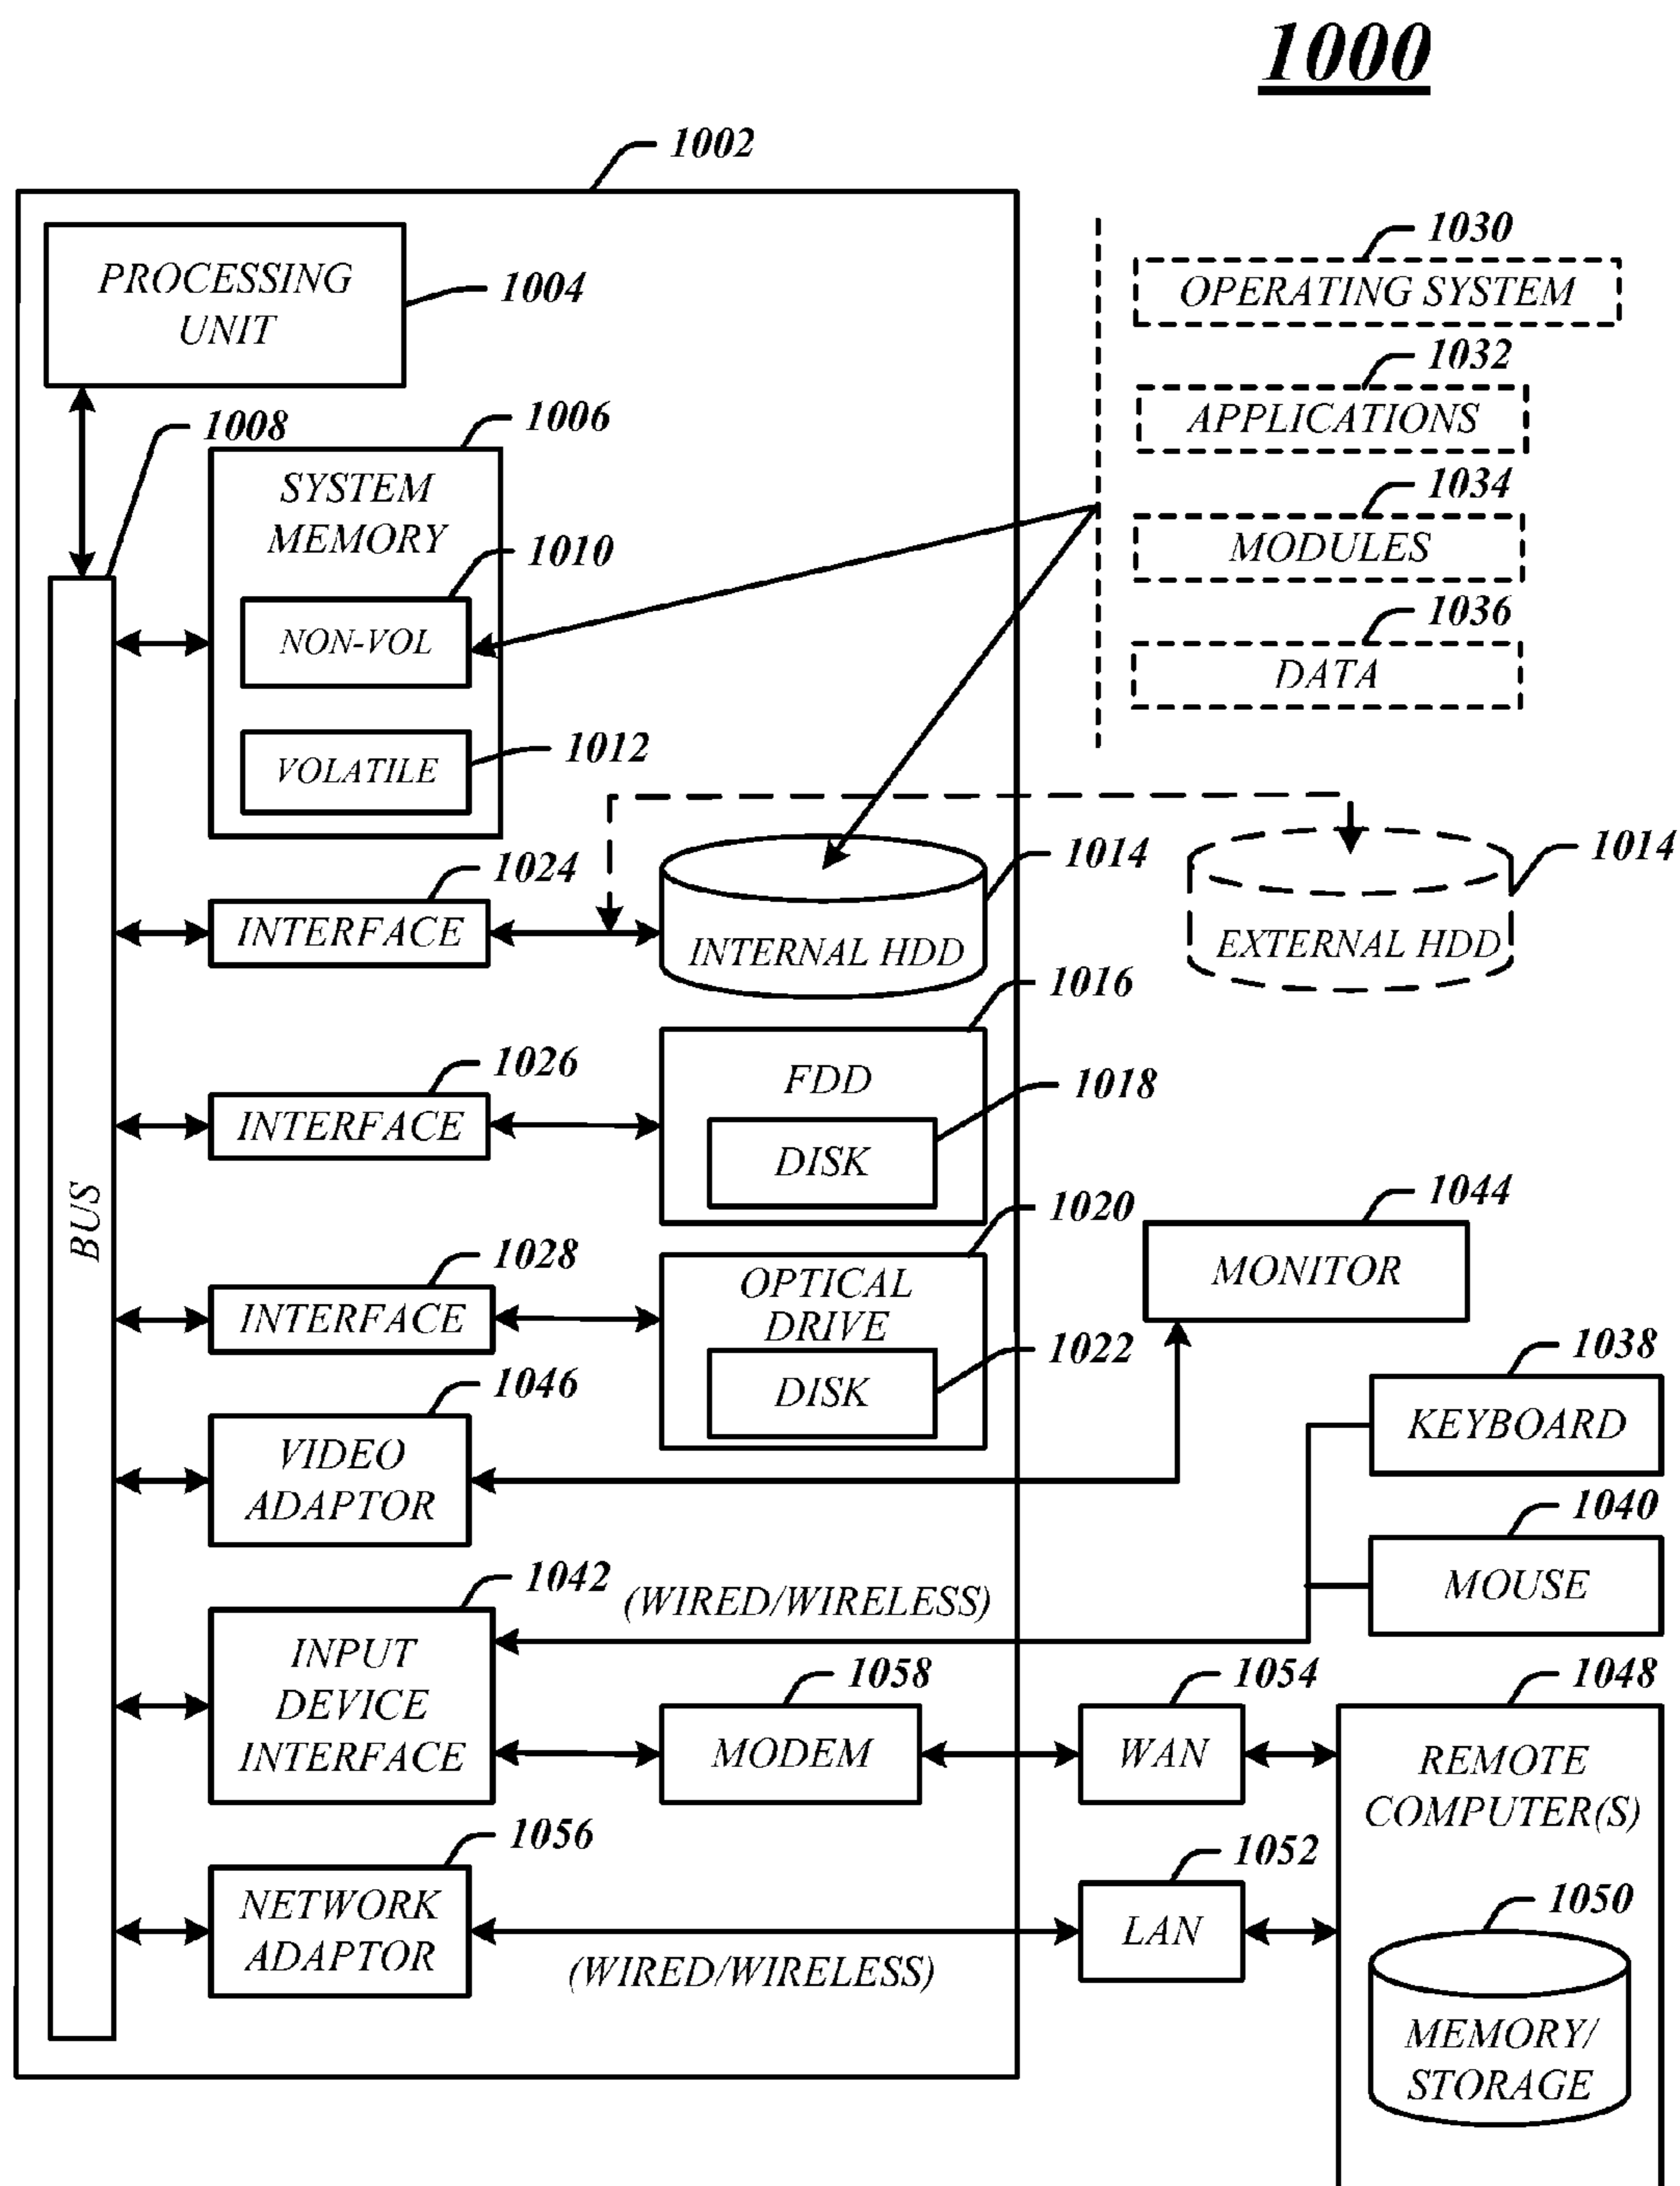 1000
1002
PROCESSING
UNIT
1004
1030
OPERATING SYSTEM
1032
APPLICATIONS
1034
MODULES
1036
DATA
1008
1006
SYSTEM
MEMORY
1010
NON-VOL
1012
VOLATILE
BUS
1024
INTERFACE
1014
INTERNAL HDD
1014
EXTERNAL HDD
1026
INTERFACE
1016
FDD
1018
DISK
1028
INTERFACE
1020
OPTICAL
DRIVE
1022
DISK
1044
MONITOR
1046
VIDEO
ADAPTOR
1038
KEYBOARD
1040
MOUSE
1042
INPUT
DEVICE
INTERFACE
(WIRED/WIRELESS)
1058
MODEM
1054
WAN
1048
REMOTE
COMPUTER(S)
1056
NETWORK
ADAPTOR
(WIRED/WIRELESS)
1052
LAN
1050
MEMORY/
STORAGE